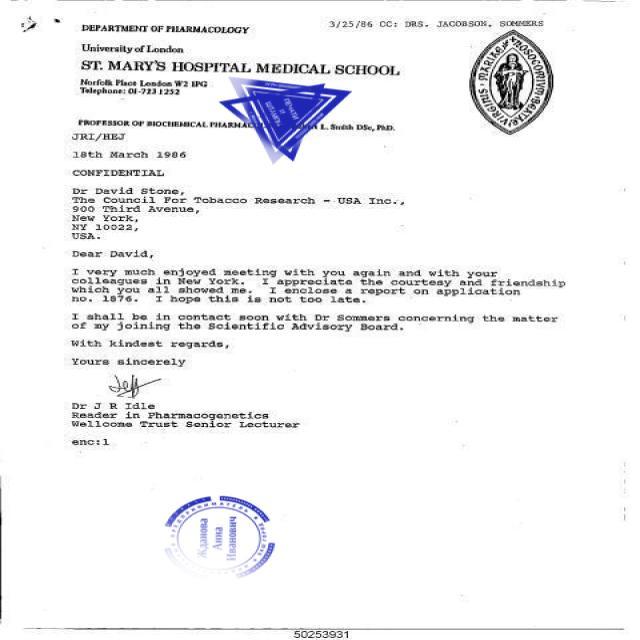 3/25/86 CC: DRS. JACOBSON, SOMMERS
DEPARTMENT OF PHARMACOLOGY
University of London
ST. MARY'S HOSPITAL MEDICAL SCHOOL
Norfolk Place London W2 1PG
Telephone: 01-723 1252
PROFESSOR OF BIOCHEMICAL L. Smith DSc, PhD.
JRI/HEJ
18th March 1986
CONFIDENTIAL
Dr David Stone,
The Council For Tobacco Research - USA Inc.,
900 Third Avenue,
New York,
NY 10022,
USA.
Dear David,
I very much enjoyed meeting with you again and with your
colleagues in New York. I appreciate the courtesy and friendship
which you all showed me. I enclose a report on application
no. 1876. I hope this is not too late.
I shall be in contact soon with Dr Sommers concerning the matter
of my joining the Scientific Advisory Board.
With kindest regards,
Yours sincerely
Jeff
Dr J R Idle
Reader in Pharmacogenetics
Wellcome Trust Senior Lecturer
enc:1
Анна
50253931